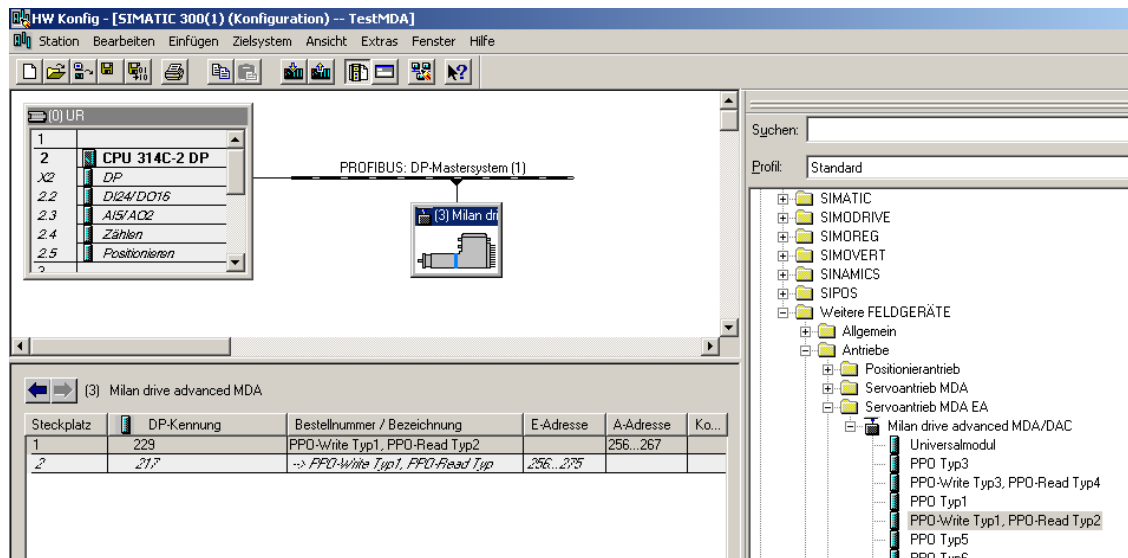 HW Konfig - [SIMATIC 300(1) (Konfiguration) -- TestMDA]
Station Bearbeiten Einfügen Zielsystem Ansicht Extras Fenster Hilfe
(0) UR
1
2 CPU 314C-2 DP
X2 DP
2.2 DI24/DO16
2.3 AI5/AO2
2.4 Zählen
2.5 Positionieren
3
PROFIBUS: DP-Mastersystem (1)
(3) Milan dri
Suchen:
Profil: Standard
SIMATIC
SIMODRIVE
SIMOREG
SIMOVERT
SINAMICS
SIPOS
Weitere FELDGERÄTE
Allgemein
Antriebe
Positionierantrieb
Servoantrieb MDA
Servoantrieb MDA EA
Milan drive advanced MDA/DAC
Universalmodul
PPO Typ3
PPO-Write Typ3, PPO-Read Typ4
PPO Typ1
PPO-Write Typ1, PPO-Read Typ2
PPO Typ5
PPO Typ6
(3) Milan drive advanced MDA
Steckplatz DP-Kennung Bestellnummer / Bezeichnung E-Adresse A-Adresse Ko...
1 229 PPO-Write Typ1, PPO-Read Typ2 256...267
2 217 --> PPO-Write Typ1, PPO-Read Typ 256...275